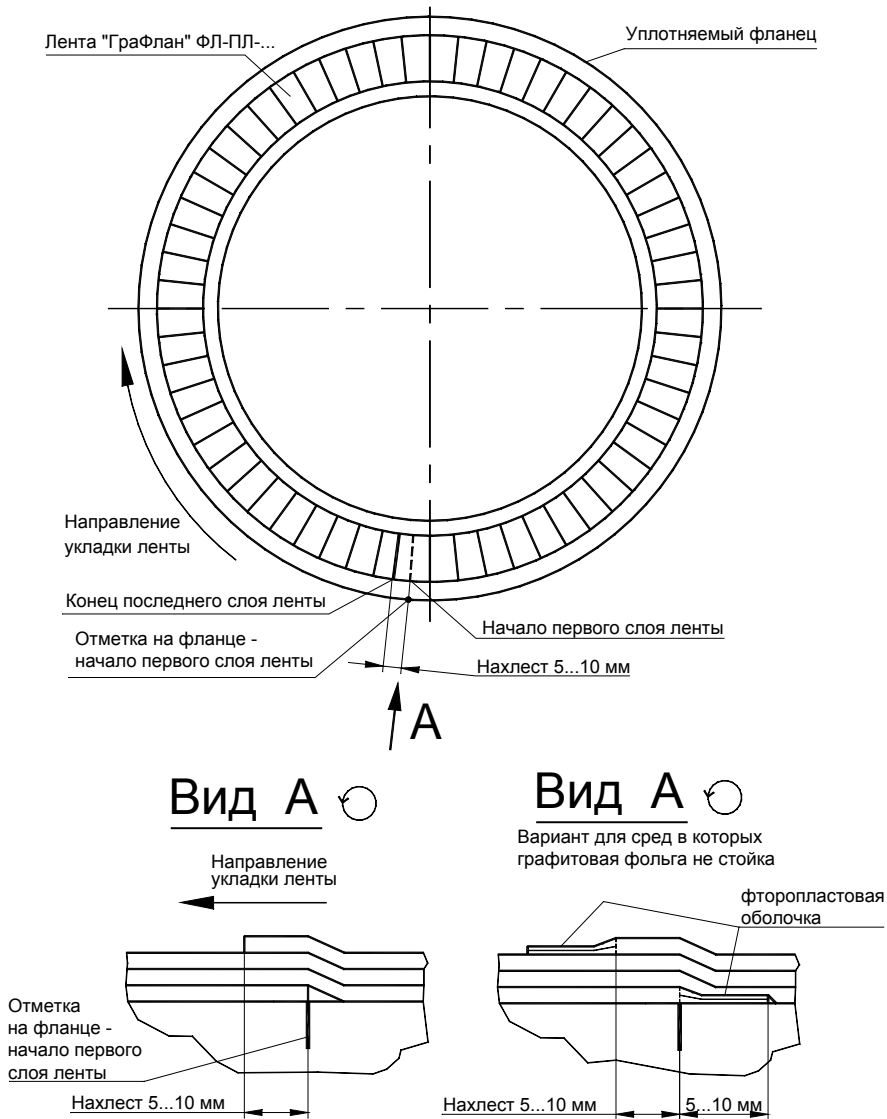 Лента "ГраФлан" ФЛ-ПЛ-...
Уплотняемый фланец
Направление
укладки ленты
Конец последнего слоя ленты
Отметка на фланце -
начало первого слоя ленты
Начало первого слоя ленты
Нахлест 5...10 мм
А
Вид А
Направление
укладки ленты
Отметка
на фланце -
начало первого
слоя ленты
Нахлест 5...10 мм
Вид А
Вариант для сред в которых
графитовая фольга не стойка
фторопластовая
оболочка
Нахлест 5...10 мм
5...10 мм